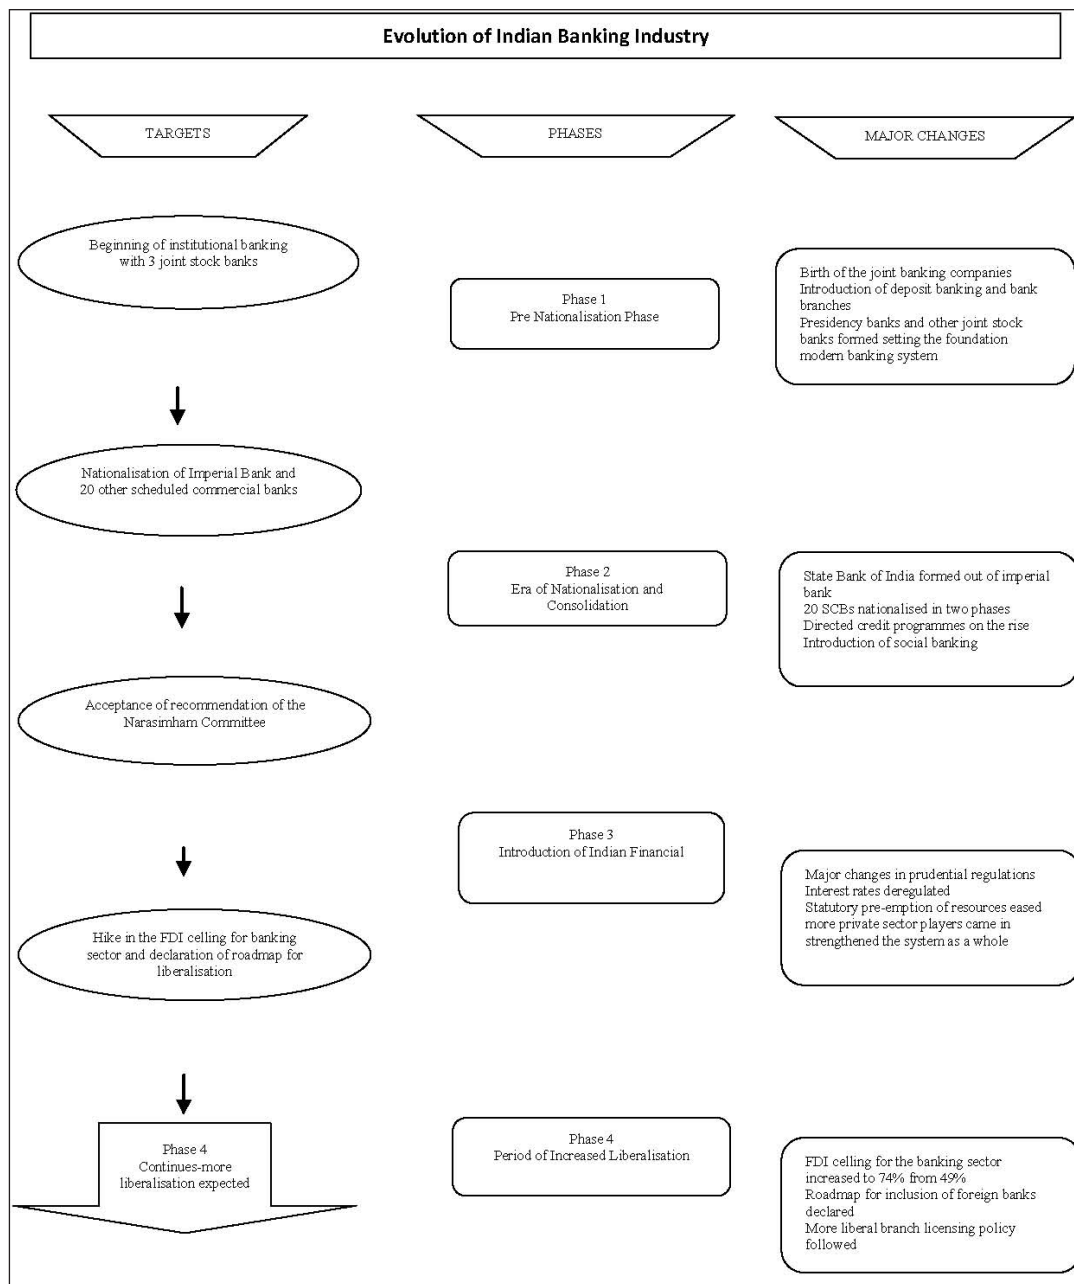 Evolution of Indian Banking Industry
TARGETS
PHASES
MAJOR CHANGES
Beginning of institutional banking
with 3 joint stock banks
Phase 1
Pre Nationalisation Phase
Birth of the joint banking companies
Introduction of deposit banking and bank
branches
Presidency banks and other joint stock
banks formed setting the foundation
modern banking system
Nationalisation of Imperial Bank and
20 other scheduled commercial banks
Phase 2
Era of Nationalisation and
Consolidation
State Bank of India formed out of imperial
bank
20 SCBs nationalised in two phases
Directed credit programmes on the rise
Introduction of social banking
Acceptance of recommendation of the
Narasimham Committee
Phase 3
Introduction of Indian Financial
Major changes in prudential regulations
Interest rates deregulated
Statutory pre-emption of resources eased
more private sector players came in
strengthened the system as a whole
Hike in the FDI celling for banking
sector and declaration of roadmap for
liberalisation
Phase 4
Continues-more
liberalisation expected
Phase 4
Period of Increased Liberalisation
FDI celling for the banking sector
increased to 74% from 49%
Roadmap for inclusion of foreign banks
declared
More liberal branch licensing policy
followed